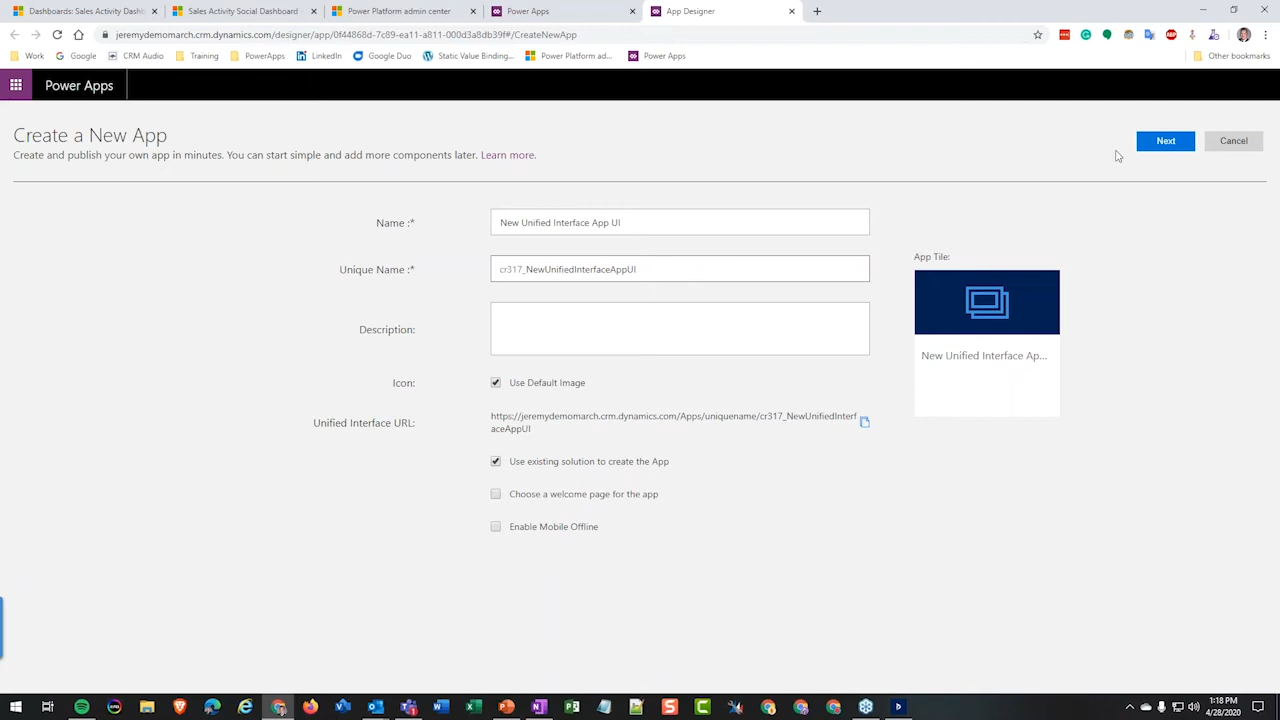 Dashboards: Sales Activity Dashb
Sales Activity Social Dashboard
Power Platform admin center
Power Apps
App Designer
jeremydemomarch.crm.dynamics.com/designer/app/0f44868d-7c89-ea11-a811-000d3a8db39f#/CreateNewApp
Work
Google
CRM Audio
Training
PowerApps
LinkedIn
Google Duo
Static Value Binding...
Power Platform ad...
Power Apps
Other bookmarks
Power Apps
Create a New App
Create and publish your own app in minutes. You can start simple and add more components later. Learn more.
Next
Cancel
Name :*
New Unified Interface App UI
Unique Name :*
cr317_NewUnifiedInterfaceAppUI
App Tile:
New Unified Interface Ap...
Description:
Icon:
Use Default Image
Unified Interface URL:
https://jeremydemomarch.crm.dynamics.com/Apps/uniquename/cr317_NewUnifiedInterf
aceAppUI
Use existing solution to create the App
Choose a welcome page for the app
Enable Mobile Offline
1:18 PM
4/28/2020